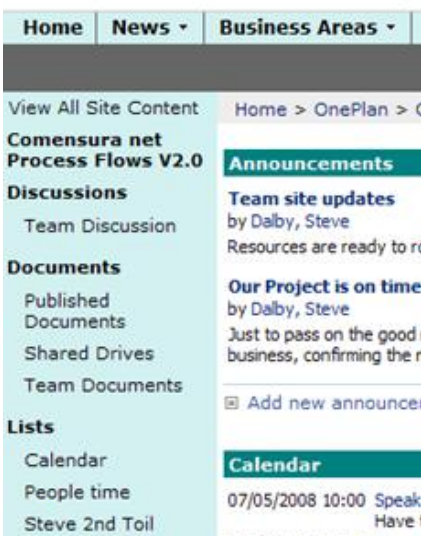 Home News Business Areas
View All Site Content
Comensura net
Process Flows V2.0
Discussions
Team Discussion
Documents
Published
Documents
Shared Drives
Team Documents
Lists
Calendar
People time
Steve 2nd Toil
Home > OnePlan >
Announcements
Team site updates
by Dalby, Steve
Resources are ready to
Our Project is on time
by Dalby, Steve
Just to pass on the good
business, confirming the
Add new
Calendar
07/05/2008 10:00 Speak
Have